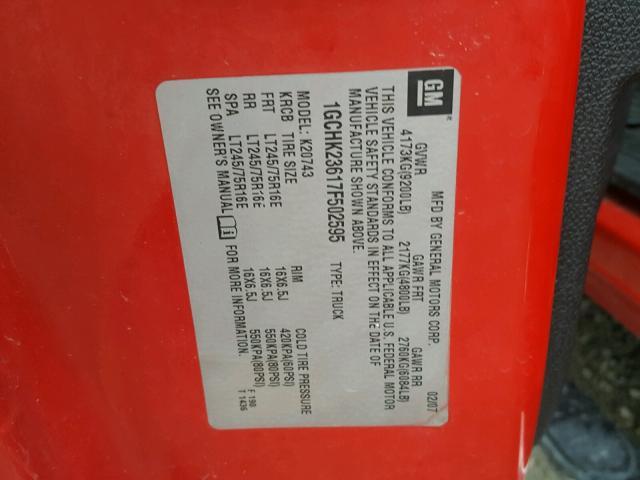 GM
MFD BY GENERAL MOTORS CORP. 02/07
GVWR GAWR FRT GAWR RR
4173KG(9200LB) 2177KG(4800LB) 2760KG(6084LB)
THIS VEHICLE CONFORMS TO ALL APPLICABLE U.S. FEDERAL MOTOR
VEHICLE SAFETY STANDARDS IN EFFECT ON THE DATE OF
MANUFACTURE SHOWN ABOVE.
1GCHK23617F502595 TYPE: TRUCK
MODEL: K20743
KRCB TIRE SIZE RIM COLD TIRE PRESSURE
FRT LT245/75R16E 16X6.5J 420KPA(60PSI)
RR LT245/75R16E 16X6.5J 550KPA(80PSI)
SPA LT245/75R16E 16X6.5J 550KPA(80PSI)
SEE OWNER'S MANUAL i FOR MORE INFORMATION.
F 190
T 1436